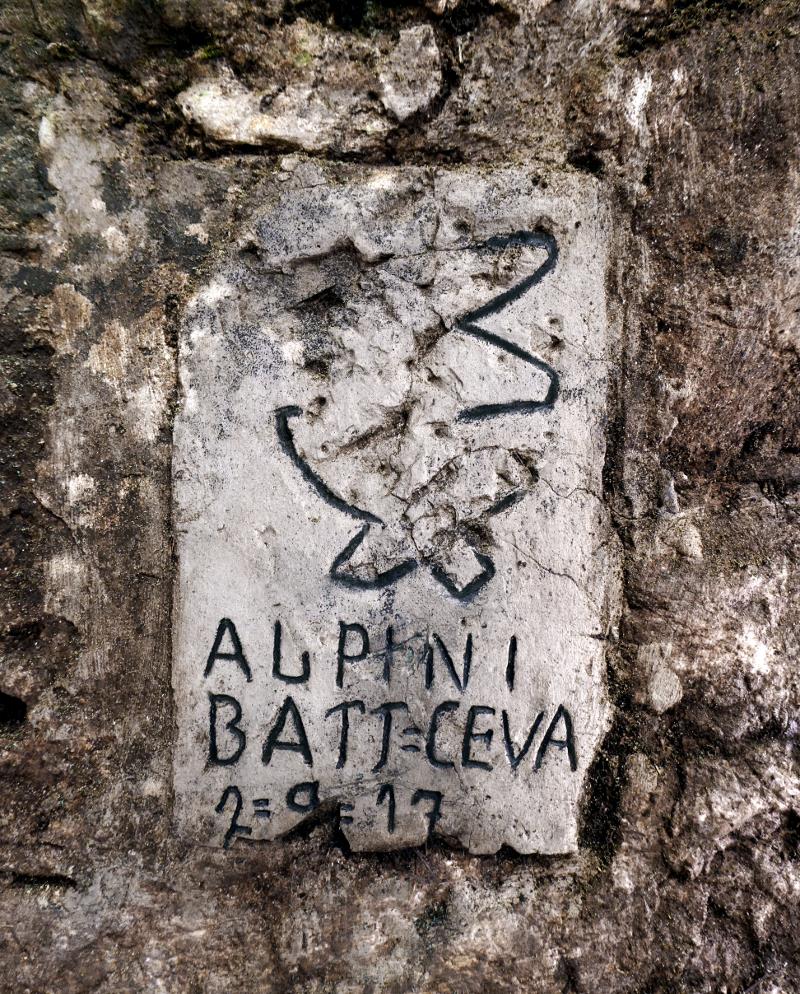 ALPINI
BATT=CEVA
2=9=17